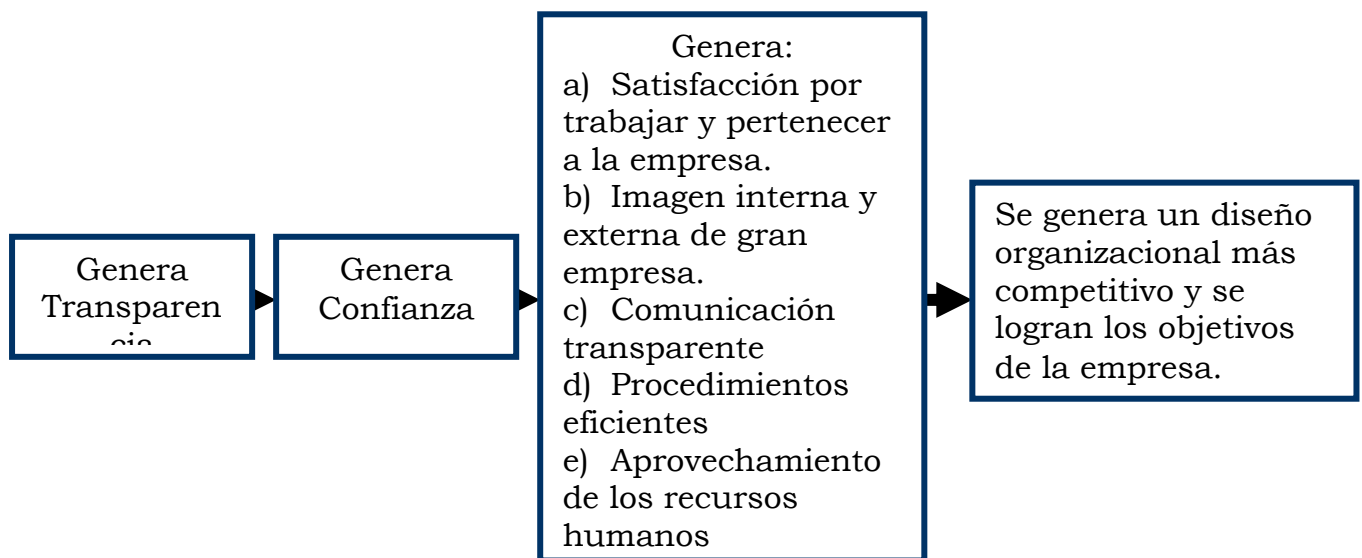 Genera
Transparen
cia
Genera
Confianza
Genera:
a) Satisfacción por
trabajar y pertenecer
a la empresa.
b) Imagen interna y
externa de gran
empresa.
c) Comunicación
transparente
d) Procedimientos
eficientes
e) Aprovechamiento
de los recursos
humanos
Se genera un diseño
organizacional más
competitivo y se
logran los objetivos
de la empresa.